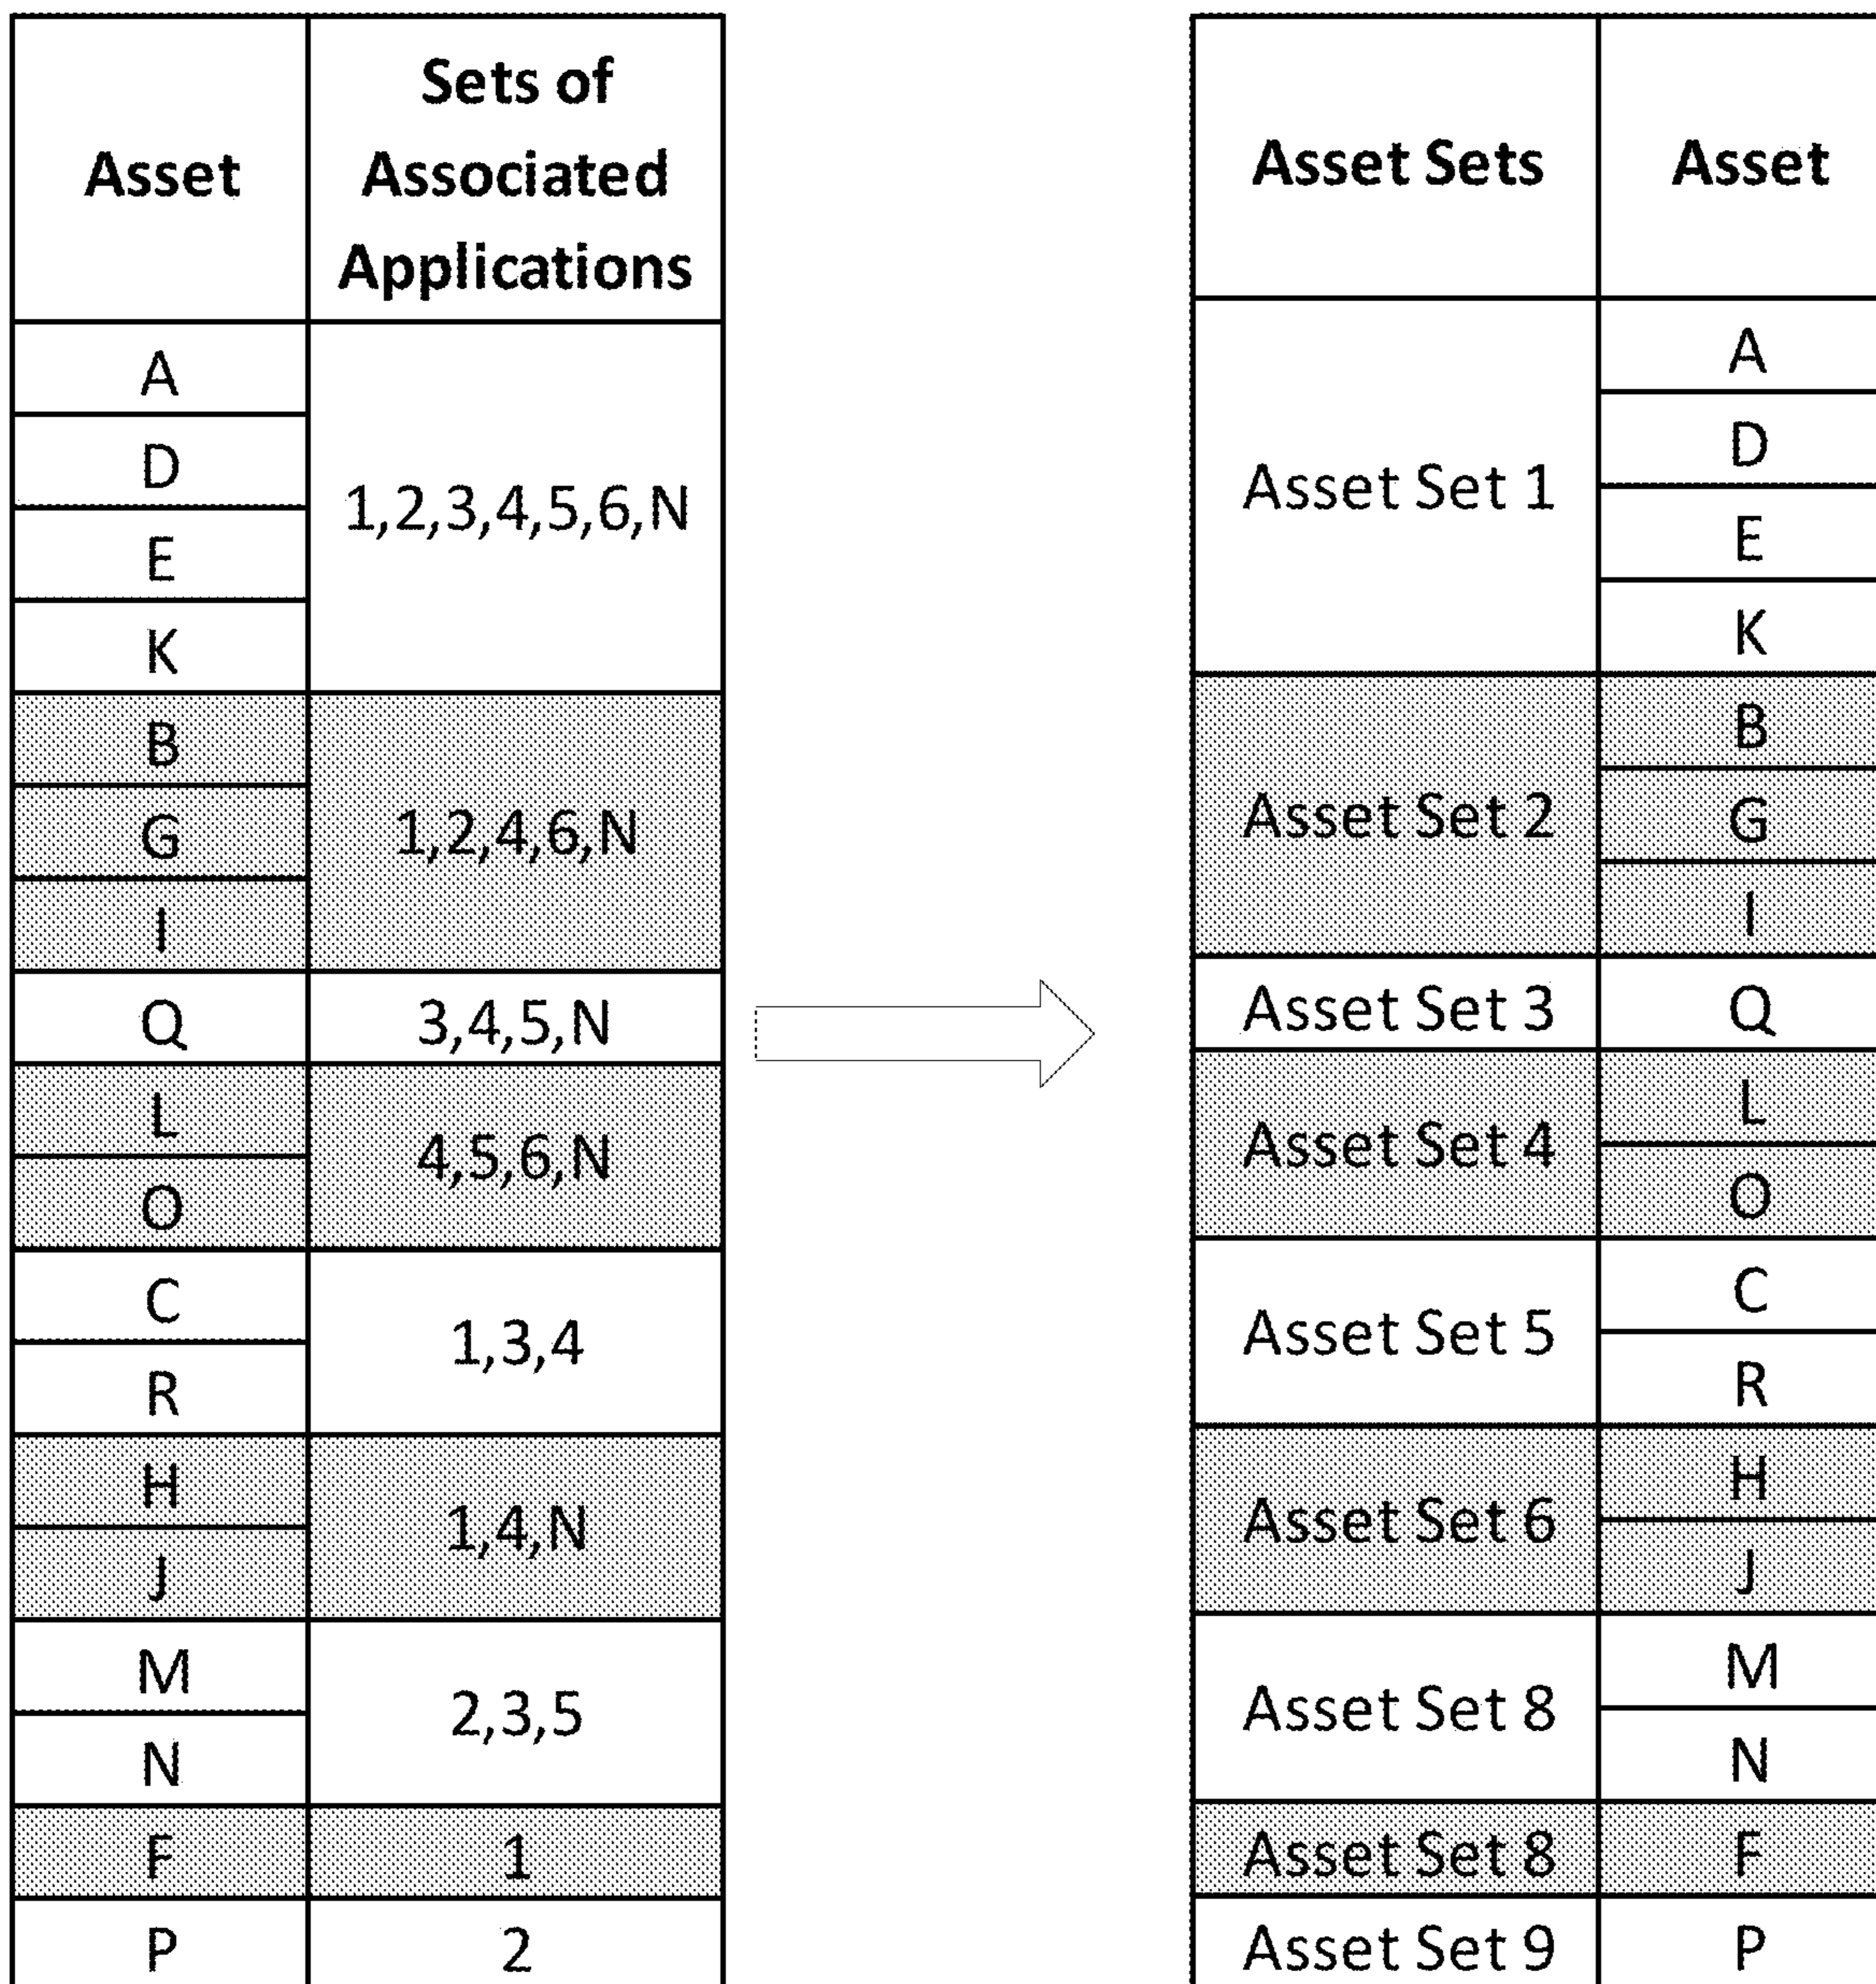 Asset
Sets of
Associated
Applications
A
D
E
K
1,2,3,4,5,6,N
B
G
I
1,2,4,6,N
Q
3,4,5,N
L
O
4,5,6,N
C
R
1,3,4
H
J
1,4,N
M
N
2,3,5
F
1
P
2
Asset Sets
Asset
Asset Set 1
A
D
E
K
Asset Set 2
B
G
I
Asset Set 3
Q
Asset Set 4
L
O
Asset Set 5
C
R
Asset Set 6
H
J
Asset Set 8
M
N
Asset Set 8
F
Asset Set 9
P